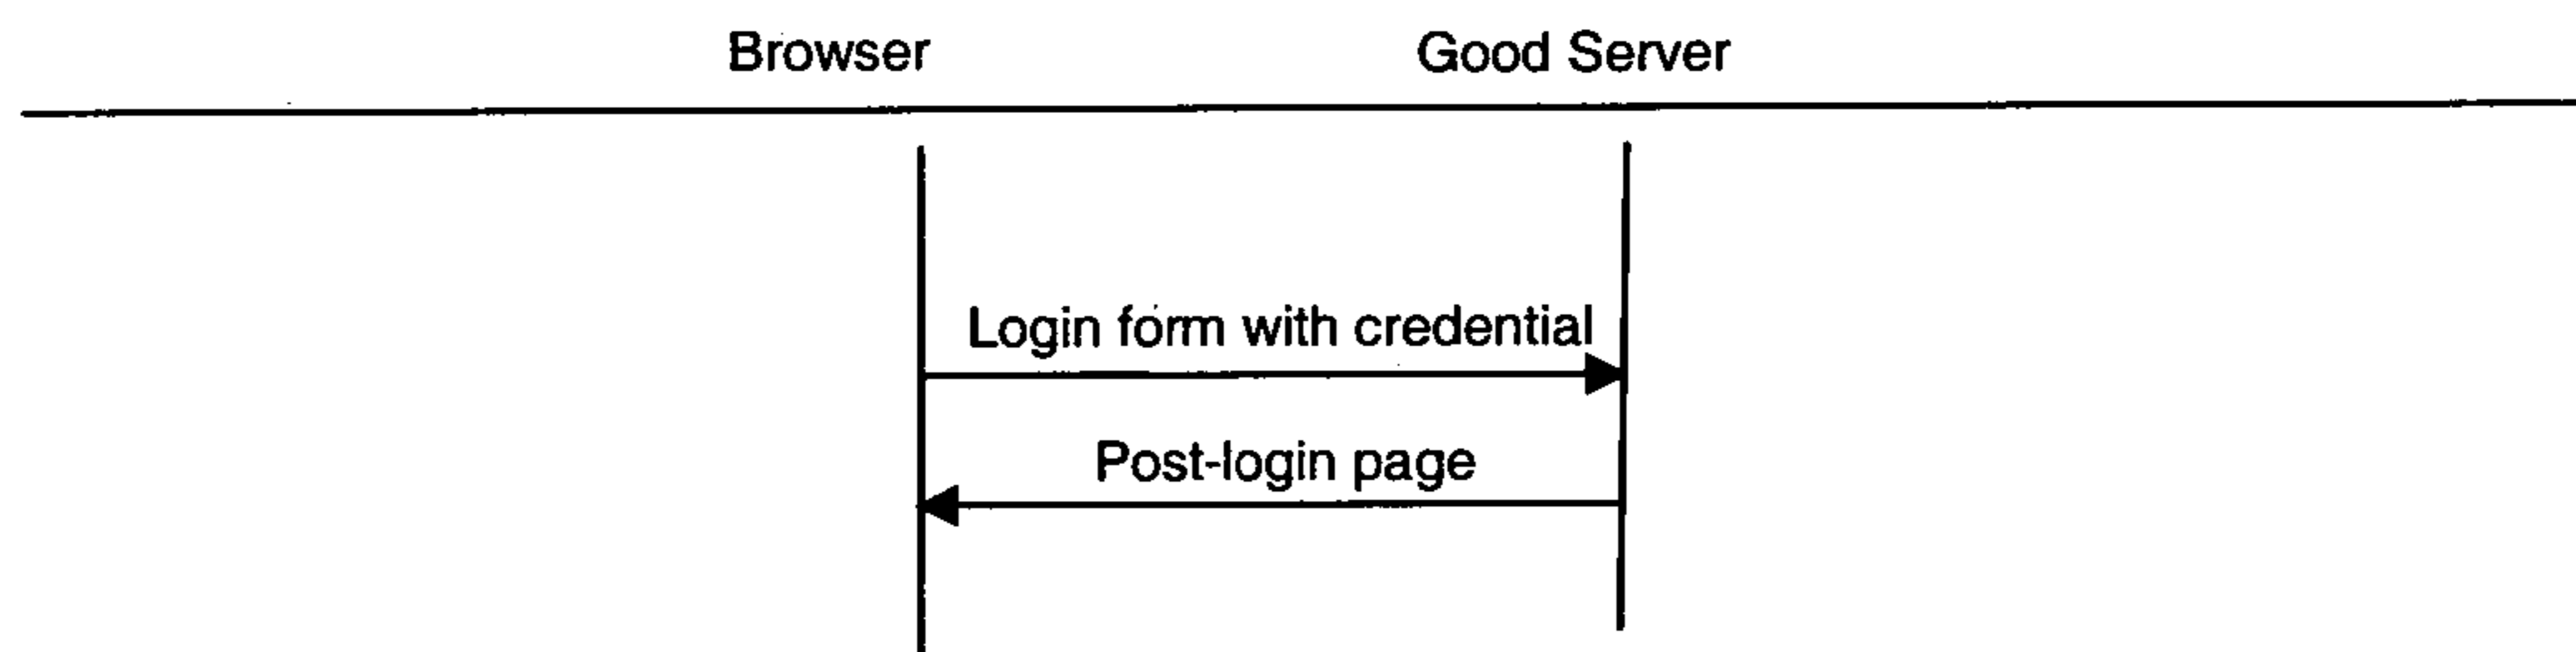 Browser Good Server
Login form with credential
Post-login page